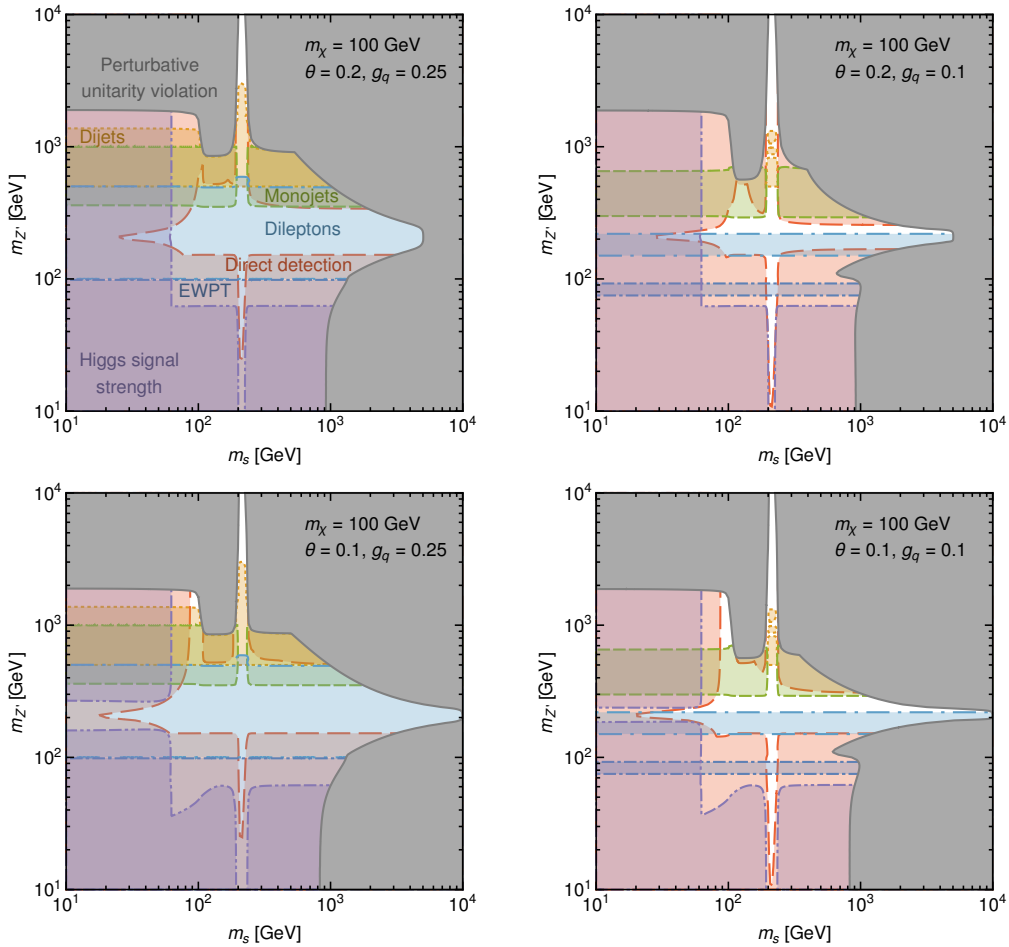 10⁴
10³
10²
10¹
m_Z' [GeV]
m_χ = 100 GeV
θ = 0.2, g_q = 0.25
Perturbative
unitarity violation
Dijets
Monojets
Dileptons
Direct detection
EWPT
Higgs signal
strength
10¹ 10² 10³ 10⁴
m_s [GeV]
10⁴
10³
10²
10¹
m_Z' [GeV]
m_χ = 100 GeV
θ = 0.2, g_q = 0.1
10¹ 10² 10³ 10⁴
m_s [GeV]
10⁴
10³
10²
10¹
m_Z' [GeV]
m_χ = 100 GeV
θ = 0.1, g_q = 0.25
10¹ 10² 10³ 10⁴
m_s [GeV]
10⁴
10³
10²
10¹
m_Z' [GeV]
m_χ = 100 GeV
θ = 0.1, g_q = 0.1
10¹ 10² 10³ 10⁴
m_s [GeV]